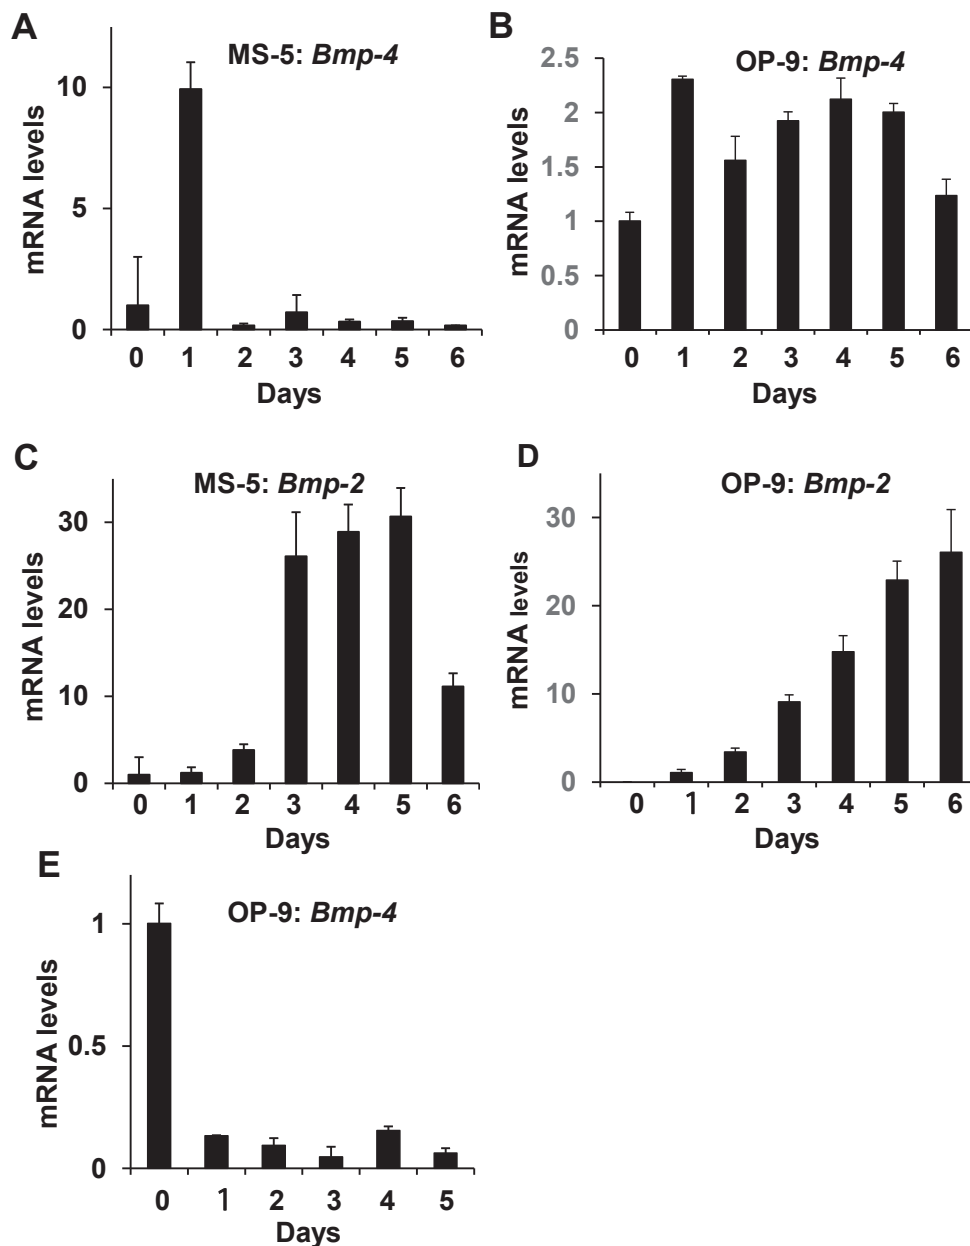 A
MS-5: Bmp-4
mRNA levels
10
5
0
0 1 2 3 4 5 6
Days
B
OP-9: Bmp-4
mRNA levels
2.5
2
1.5
1
0.5
0
0 1 2 3 4 5 6
Days
C
MS-5: Bmp-2
mRNA levels
30
20
10
0
0 1 2 3 4 5 6
Days
D
OP-9: Bmp-2
mRNA levels
30
20
10
0
0 1 2 3 4 5 6
Days
E
OP-9: Bmp-4
mRNA levels
1
0.5
0
0 1 2 3 4 5
Days